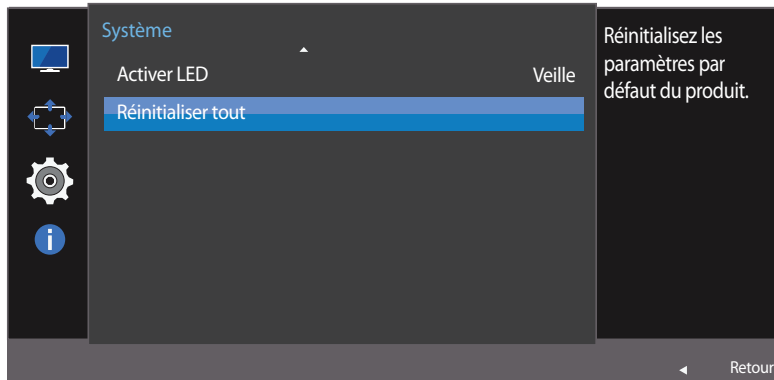 Système
Activer LED Veille
Réinitialiser tout
Réinitialisez les
paramètres par
défaut du produit.
Retour